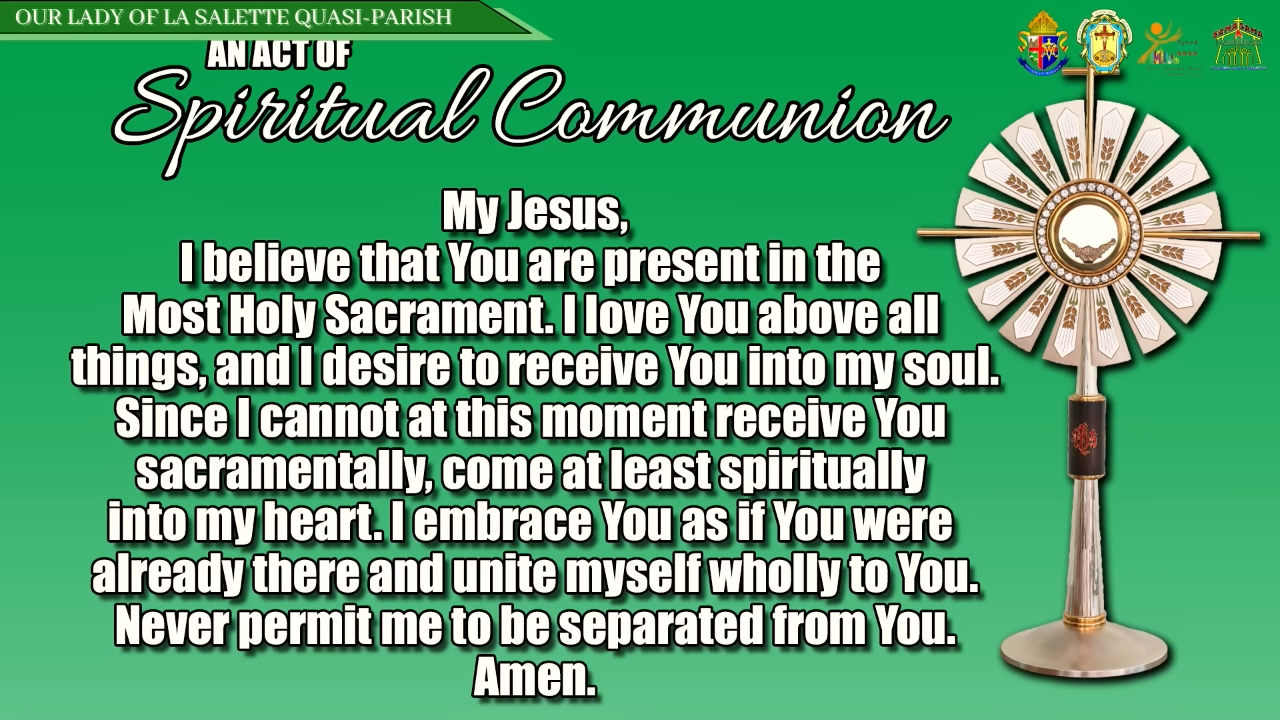 OUR LADY OF LA SALETTE QUASI-PARISH
AN ACT OF
Spiritual Communion
My Jesus,
I believe that You are present in the
Most Holy Sacrament. I love You above all
things, and I desire to receive You into my soul.
Since I cannot at this moment receive You
sacramentally, come at least spiritually
into my heart. I embrace You as if You were
already there and unite myself wholly to You.
Never permit me to be separated from You.
Amen.